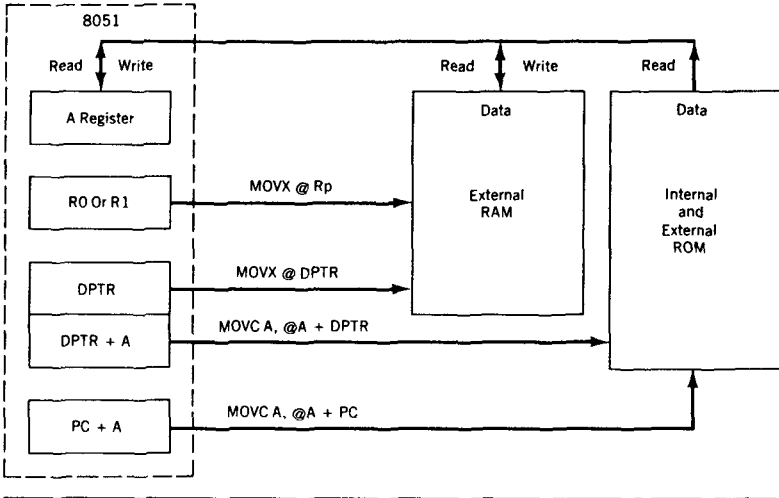 8051
Read Write
Read Write
Read
A Register
Data
Data
R0 Or R1
MOVX @ Rp
External
RAM
Internal
and
External
ROM
DPTR
MOVX @ DPTR
DPTR + A
MOVC A, @A + DPTR
PC + A
MOVC A, @A + PC